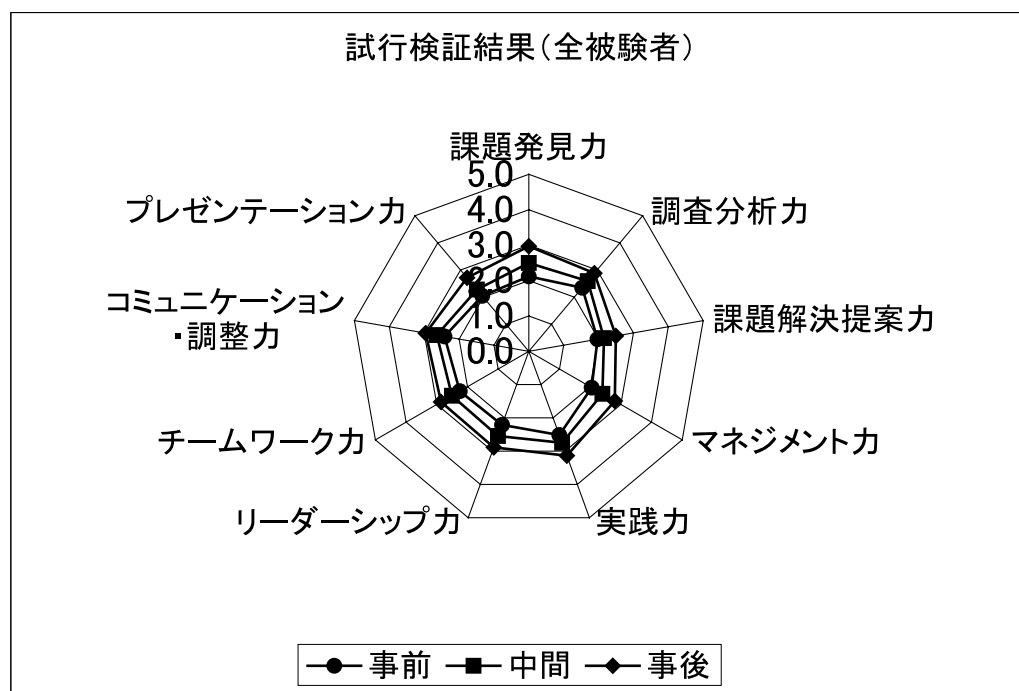 試行検証結果(全被験者)
課題発見力
5.0
4.0
3.0
2.0
1.0
0.0
調査分析力
課題解決提案力
マネジメント力
実践力
リーダーシップ力
チームワーク力
コミュニケーション
・調整力
プレゼンテーション力
事前 中間 事後